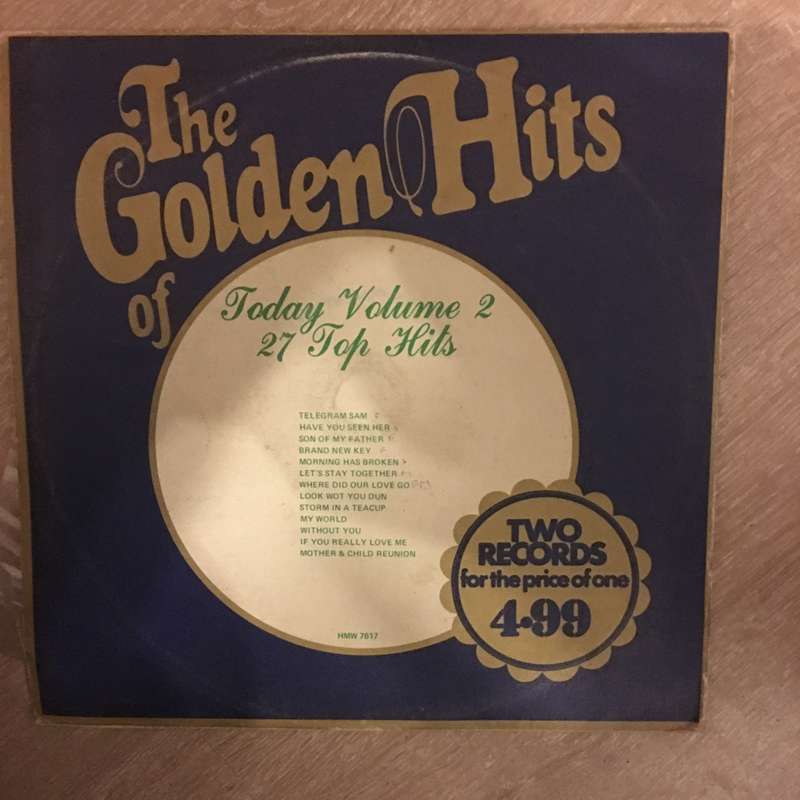 The
Golden Hits
of
Today Volume 2
27 Top Hits
TELEGRAM SAM
HAVE YOU SEEN HER
SON OF MY FATHER
BRAND NEW KEY
MORNING HAS BROKEN
LET'S STAY TOGETHER
WHERE DID OUR LOVE GO
LOOK WOT YOU DUN
STORM IN A TEACUP
MY WORLD
WITHOUT YOU
IF YOU REALLY LOVE ME
MOTHER & CHILD REUNION
HMW 7817
TWO
RECORDS
for the price of one
4·99